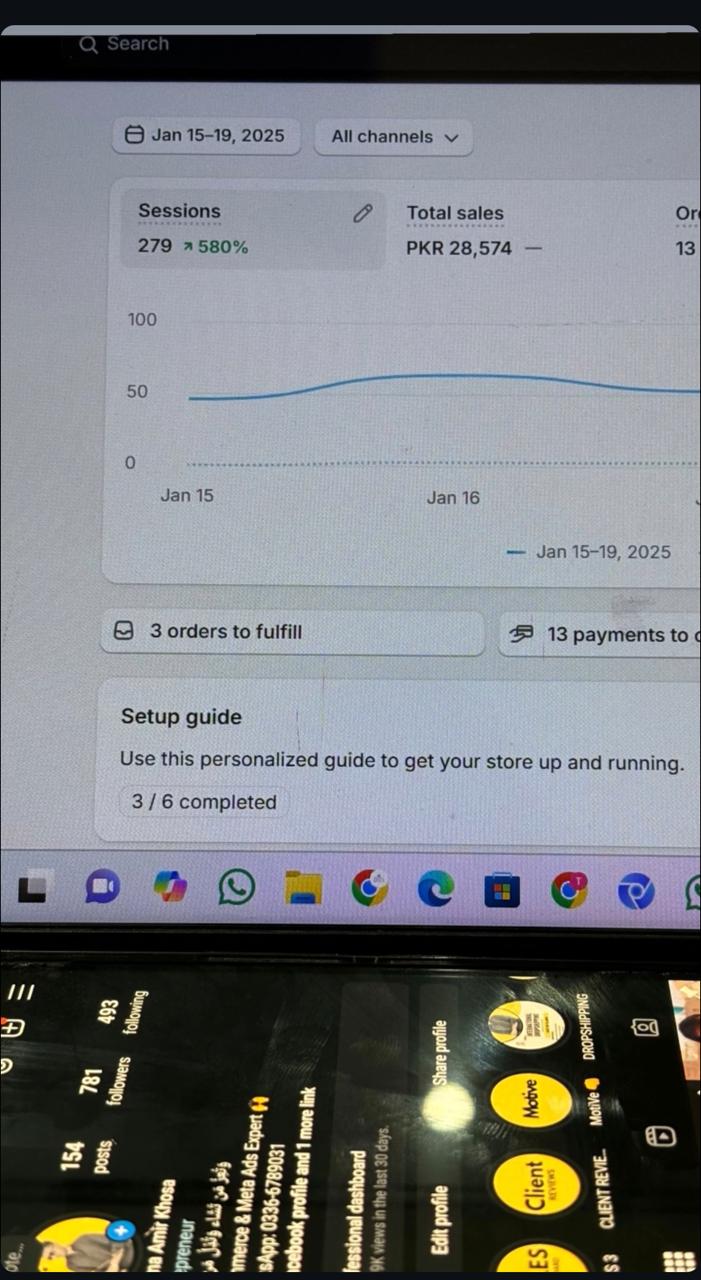 Search
Jan 15–19, 2025
All channels
Sessions
279 580%
Total sales
PKR 28,574 —
Ord
13
100
50
0
Jan 15
Jan 16
Jan 15–19, 2025
3 orders to fulfill
13 payments to c
Setup guide
Use this personalized guide to get your store up and running.
3 / 6 completed
154
posts
781
followers
493
following
na Amir Khosa
epreneur
وَتُعِزُّ مَن تَشَاء وَتُذِلُّ مَن
mmerce & Meta Ads Expert
sApp: 0336-6789031
cebook profile and 1 more link
fessional dashboard
9K views in the last 30 days.
Edit profile
Share profile
ES
S 3
Client
REVIEWS
CLIENT REVIE...
Motive
MotiVe
DROPSHIPPING